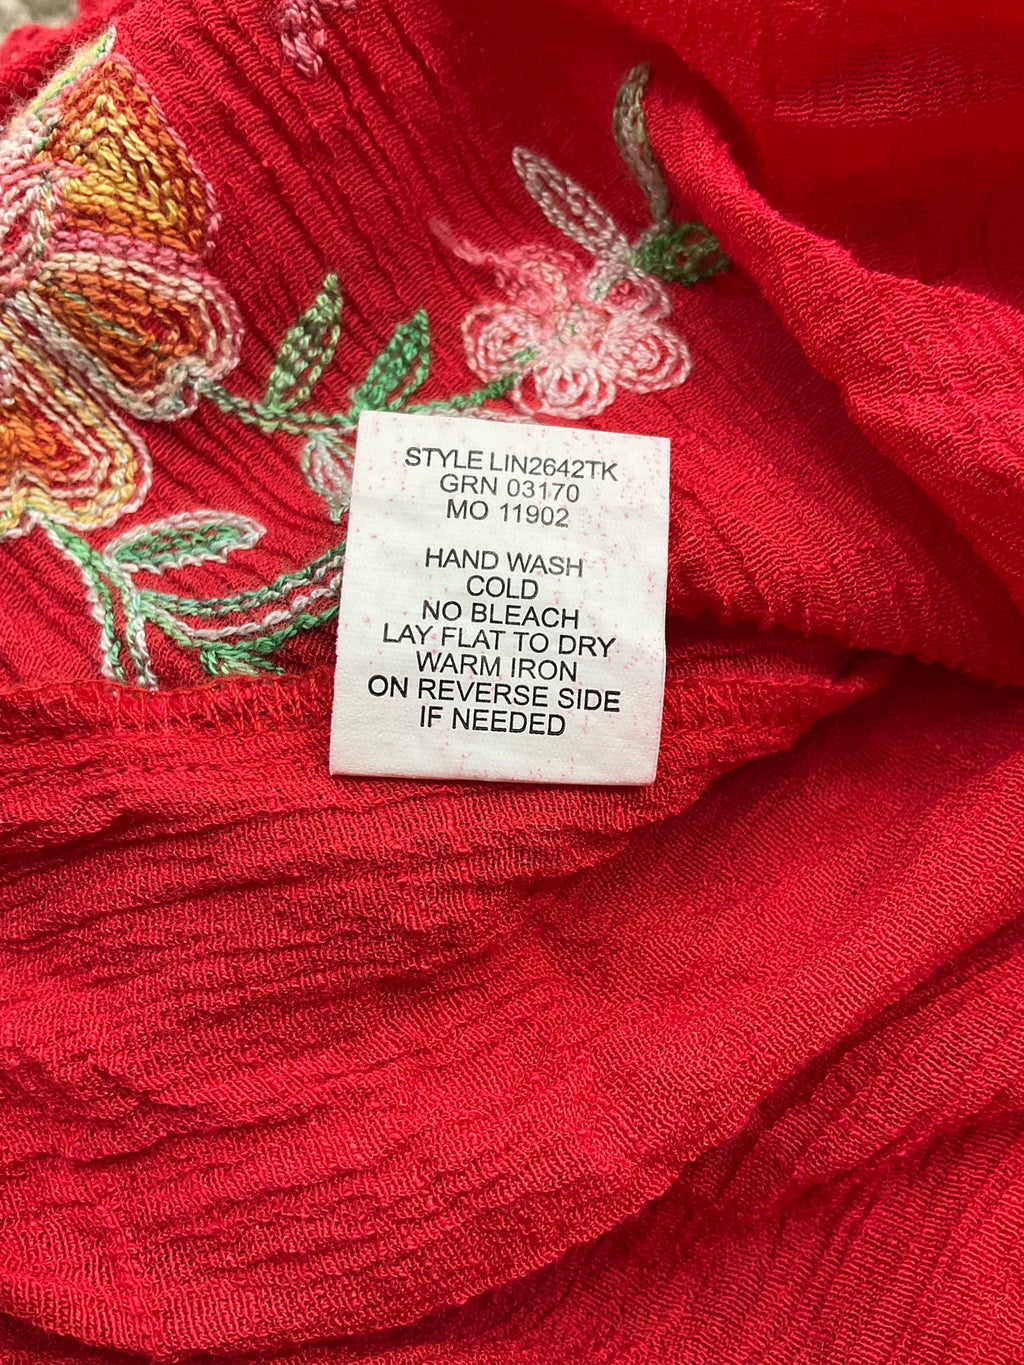 STYLE LIN2642TK
GRN 03170
MO 11902
HAND WASH
COLD
NO BLEACH
LAY FLAT TO DRY
WARM IRON
ON REVERSE SIDE
IF NEEDED